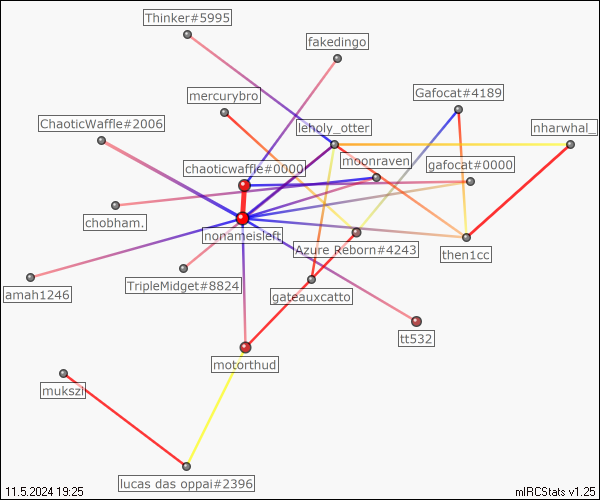 Thinker#5995
fakedingo
Gafocat#4189
mercurybro
ChaoticWaffle#2006
leholy_otter
nharwhal_
moonraven
chaoticwaffle#0000
gafocat#0000
chobham.
nonameisleft
Azure Reborn#4243
then1cc
amah1246
TripleMidget#8824
gateauxcatto
tt532
motorthud
mukszi
lucas das oppai#2396
11.5.2024 19:25
mIRCStats v1.25